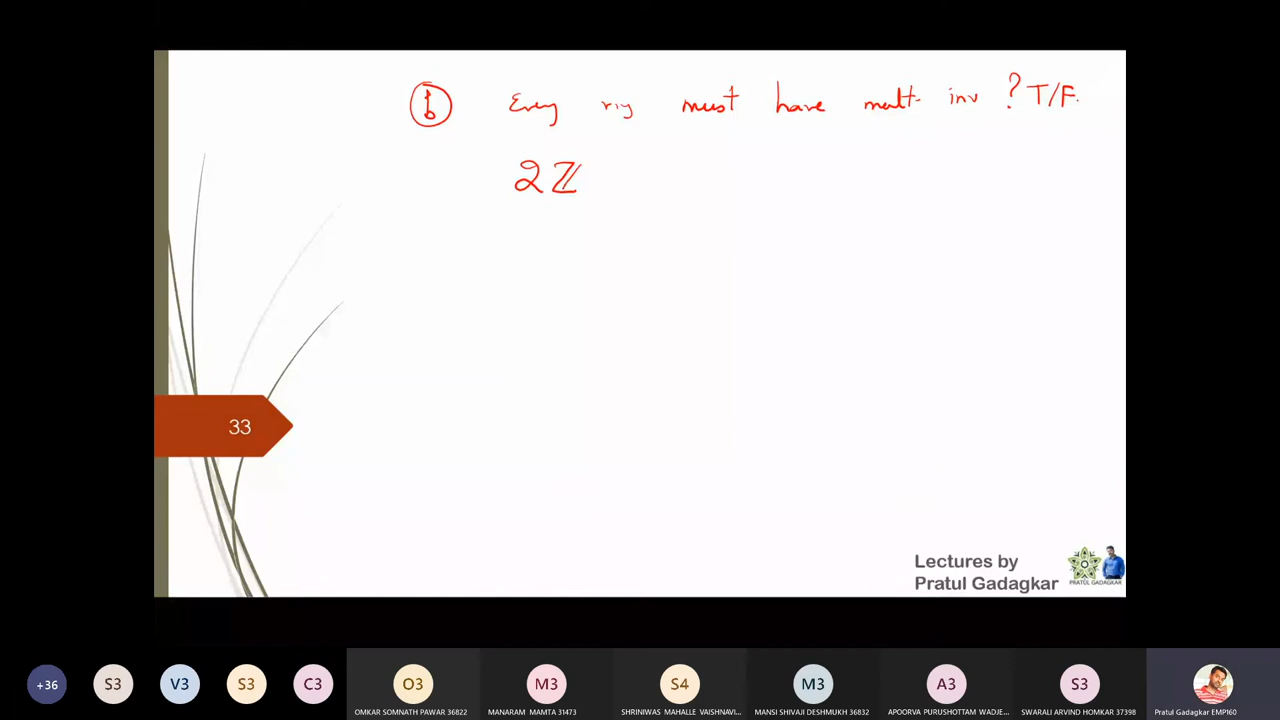 b Every ring must have mult. inv ? T/F.
2ℤ
33
Lectures by
Pratul Gadagkar
PRATUL GADAGKAR
+36 S3 V3 S3 C3 O3 M3 S4 M3 A3 S3
OMKAR SOMNATH PAWAR 36822 MANARAM MAMTA 31473 SHRINIWAS MAHALLE VAISHNAVI... MANSI SHIVAJI DESHMUKH 36832 APOORVA PURUSHOTTAM WADJE... SWARALI ARVIND HOMKAR 37398 Pratul Gadagkar EMP160